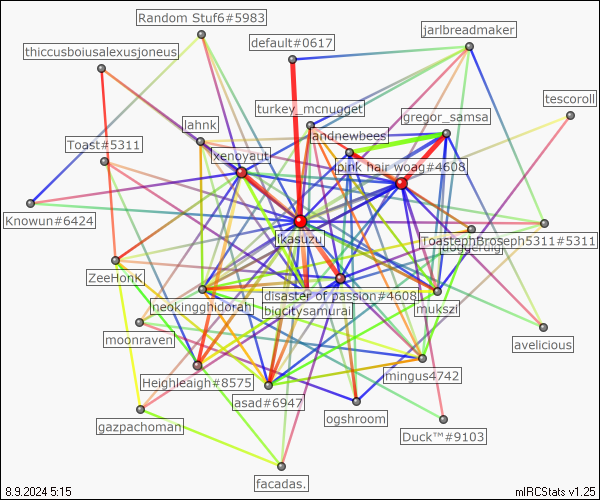 Random Stuf6#5983
thiccusboiusalexusjoneus
default#0617
jarlbreadmaker
tescoroll
turkey_mcnugget
gregor_samsa
lahnk
andnewbees
Toast#5311
xenoyaut
pink hair woag#4608
Knowun#6424
ikasuzu
ToastephBroseph5311#5311
ZeeHonK
disaster of passion#4608
neokingghidorah
bigcitysamurai
mukszi
moonraven
avelicious
Heighleaigh#8575
mingus4742
asad#6947
gazpachoman
ogshroom
Duck™#9103
facadas.
8.9.2024 5:15
mIRCStats v1.25